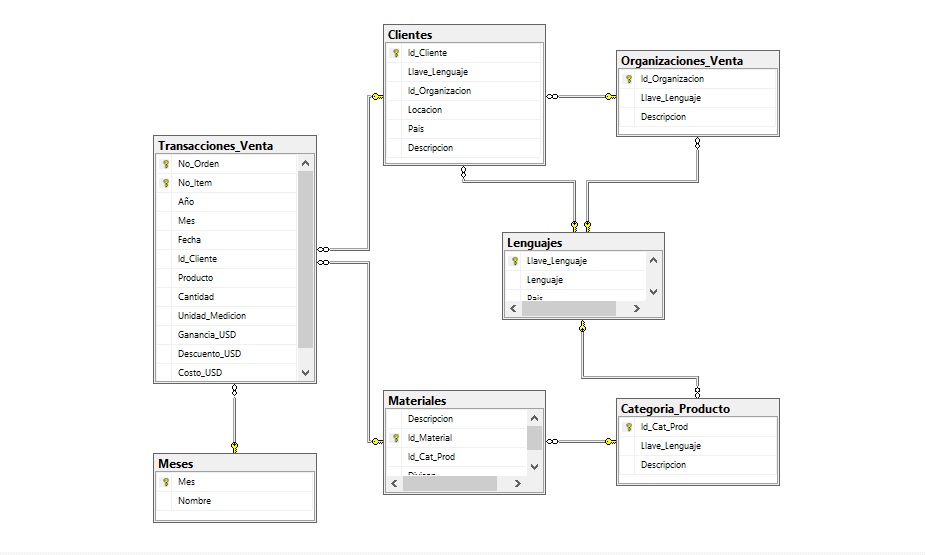 Clientes
Id_Cliente
Llave_Lenguaje
Id_Organizacion
Locacion
Pais
Descripcion
Organizaciones_Venta
Id_Organizacion
Llave_Lenguaje
Descripcion
Transacciones_Venta
No_Orden
No_Item
Año
Mes
Fecha
Id_Cliente
Producto
Cantidad
Unidad_Medicion
Ganancia_USD
Descuento_USD
Costo_USD
Lenguajes
Llave_Lenguaje
Lenguaje
Pais
Materiales
Descripcion
Id_Material
Id_Cat_Prod
Categoria_Producto
Id_Cat_Prod
Llave_Lenguaje
Descripcion
Meses
Mes
Nombre